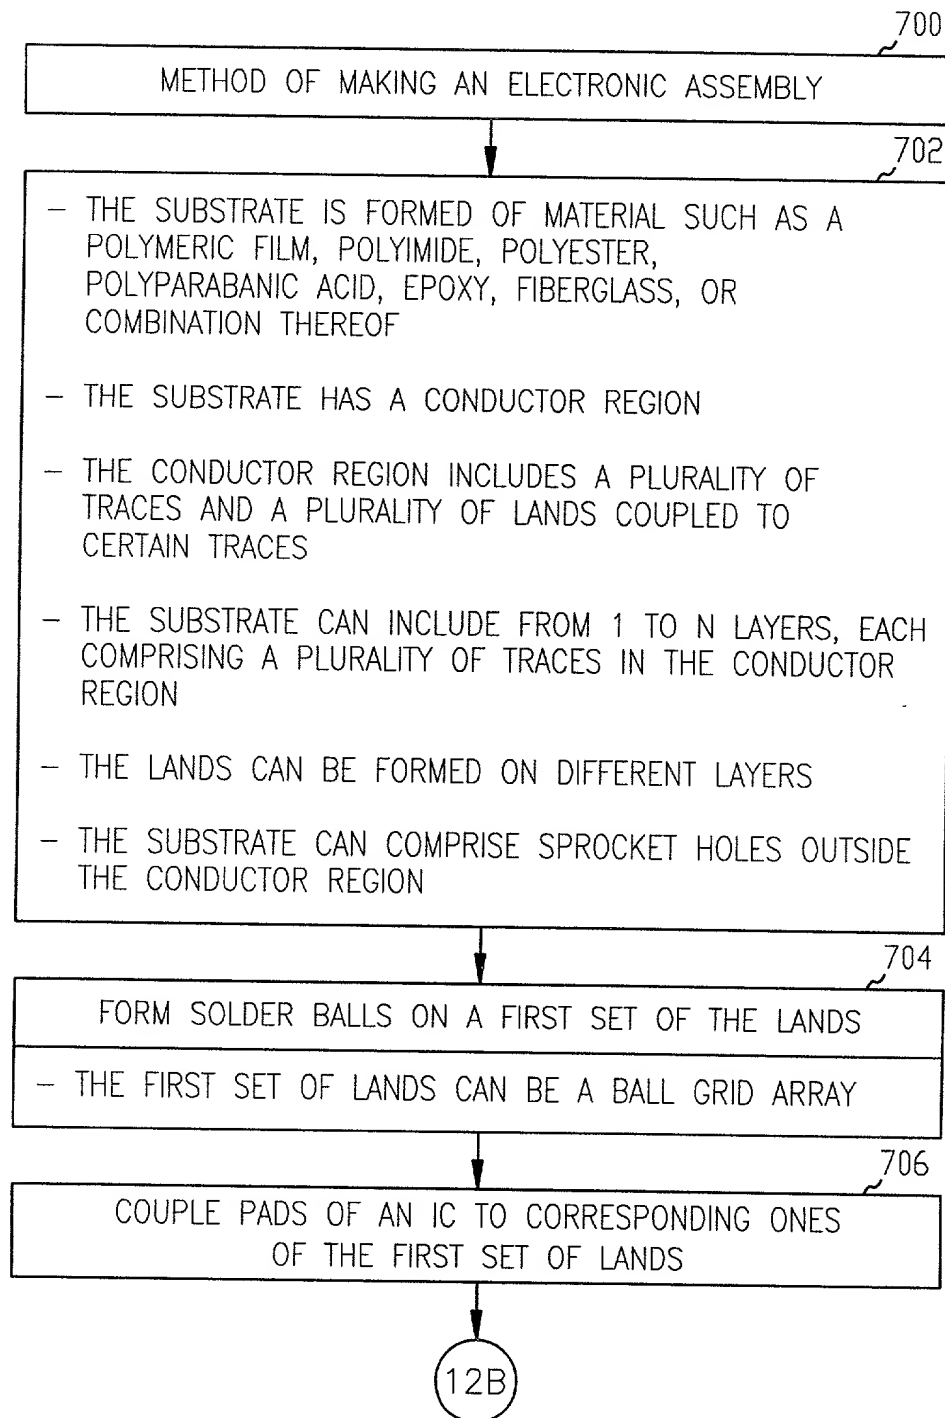 700
METHOD OF MAKING AN ELECTRONIC ASSEMBLY
702
– THE SUBSTRATE IS FORMED OF MATERIAL SUCH AS A
POLYMERIC FILM, POLYIMIDE, POLYESTER,
POLYPARABANIC ACID, EPOXY, FIBERGLASS, OR
COMBINATION THEREOF
– THE SUBSTRATE HAS A CONDUCTOR REGION
– THE CONDUCTOR REGION INCLUDES A PLURALITY OF
TRACES AND A PLURALITY OF LANDS COUPLED TO
CERTAIN TRACES
– THE SUBSTRATE CAN INCLUDE FROM 1 TO N LAYERS, EACH
COMPRISING A PLURALITY OF TRACES IN THE CONDUCTOR
REGION
– THE LANDS CAN BE FORMED ON DIFFERENT LAYERS
– THE SUBSTRATE CAN COMPRISE SPROCKET HOLES OUTSIDE
THE CONDUCTOR REGION
704
FORM SOLDER BALLS ON A FIRST SET OF THE LANDS
– THE FIRST SET OF LANDS CAN BE A BALL GRID ARRAY
706
COUPLE PADS OF AN IC TO CORRESPONDING ONES
OF THE FIRST SET OF LANDS
12B